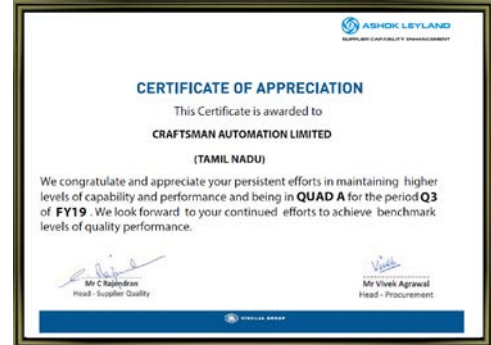 ASHOK LEYLAND
SUPPLIER CAPABILITY ENHANCEMENT
CERTIFICATE OF APPRECIATION
This Certificate is awarded to
CRAFTSMAN AUTOMATION LIMITED
(TAMIL NADU)
We congratulate and appreciate your persistent efforts in maintaining higher
levels of capability and performance and being in QUAD A for the period Q3
of FY19 . We look forward to your continued efforts to achieve benchmark
levels of quality performance.
Mr C Rajendran
Head - Supplier Quality
Mr Vivek Agrawal
Head - Procurement
HINDUJA GROUP